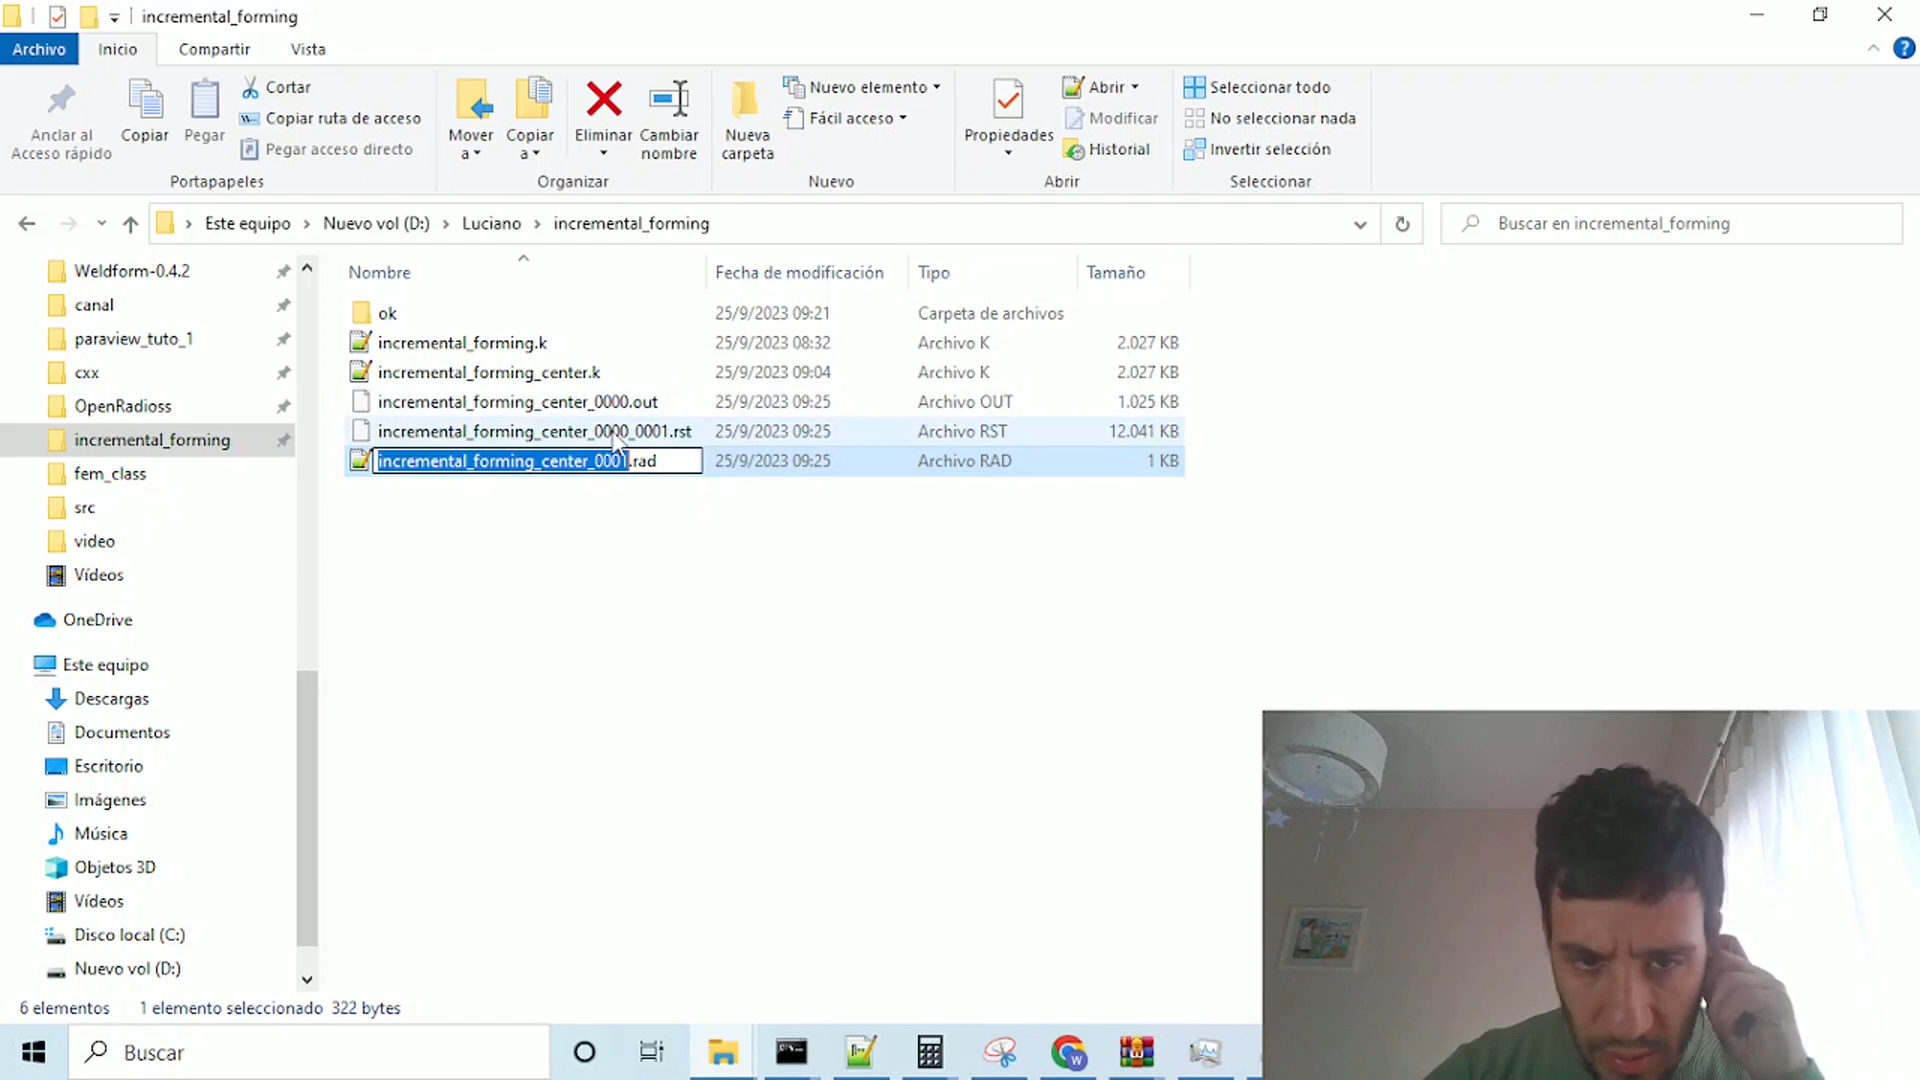 incremental_forming
Archivo Inicio Compartir Vista
Anclar al Acceso rápido
Copiar
Pegar
Cortar
Copiar ruta de acceso
Pegar acceso directo
Portapapeles
Mover a
Copiar a
Eliminar
Cambiar nombre
Organizar
Nueva carpeta
Nuevo elemento
Fácil acceso
Nuevo
Propiedades
Abrir
Modificar
Historial
Abrir
Seleccionar todo
No seleccionar nada
Invertir selección
Seleccionar
Este equipo Nuevo vol (D:) Luciano incremental_forming
Buscar en incremental_forming
Weldform-0.4.2
canal
paraview_tuto_1
cxx
OpenRadioss
incremental_forming
fem_class
src
video
Vídeos
OneDrive
Este equipo
Descargas
Documentos
Escritorio
Imágenes
Música
Objetos 3D
Vídeos
Disco local (C:)
Nuevo vol (D:)
Nombre Fecha de modificación Tipo Tamaño
ok 25/9/2023 09:21 Carpeta de archivos
incremental_forming.k 25/9/2023 08:32 Archivo K 2.027 KB
incremental_forming_center.k 25/9/2023 09:04 Archivo K 2.027 KB
incremental_forming_center_0000.out 25/9/2023 09:25 Archivo OUT 1.025 KB
incremental_forming_center_0000_0001.rst 25/9/2023 09:25 Archivo RST 12.041 KB
incremental_forming_center_0001.rad 25/9/2023 09:25 Archivo RAD 1 KB
6 elementos 1 elemento seleccionado 322 bytes
Buscar